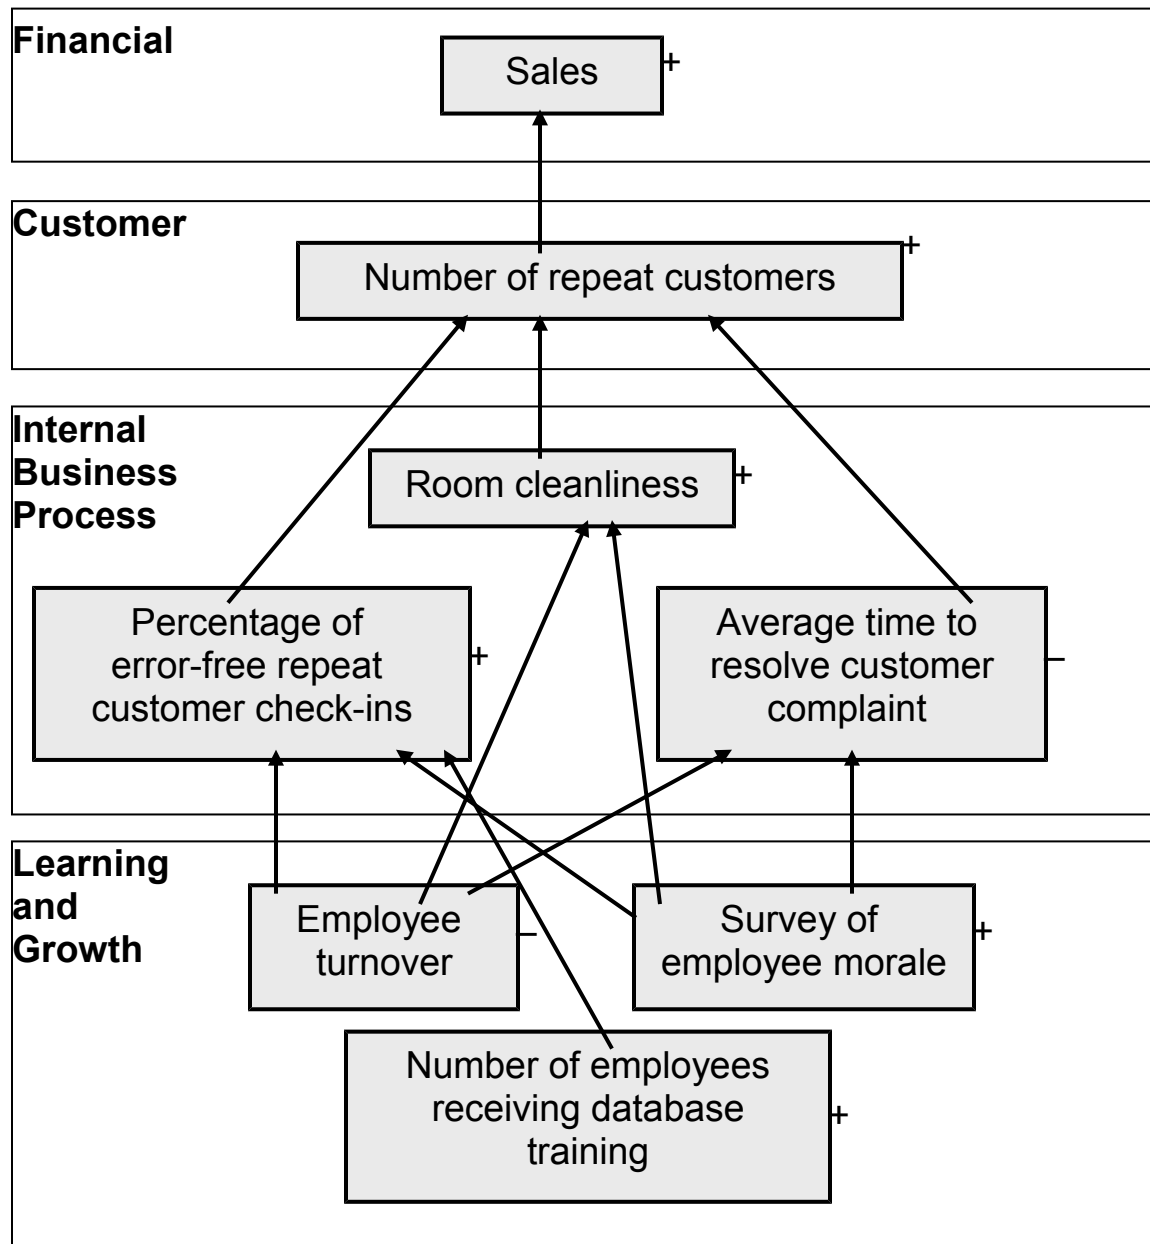 Financial
Sales
+
Customer
+
Number of repeat customers
Internal
Business
Process
Room cleanliness
+
Percentage of
error-free repeat
customer check-ins
+
Average time to
resolve customer
complaint
–
Learning
and
Growth
Employee
turnover
–
Survey of
employee morale
+
Number of employees
receiving database
training
+